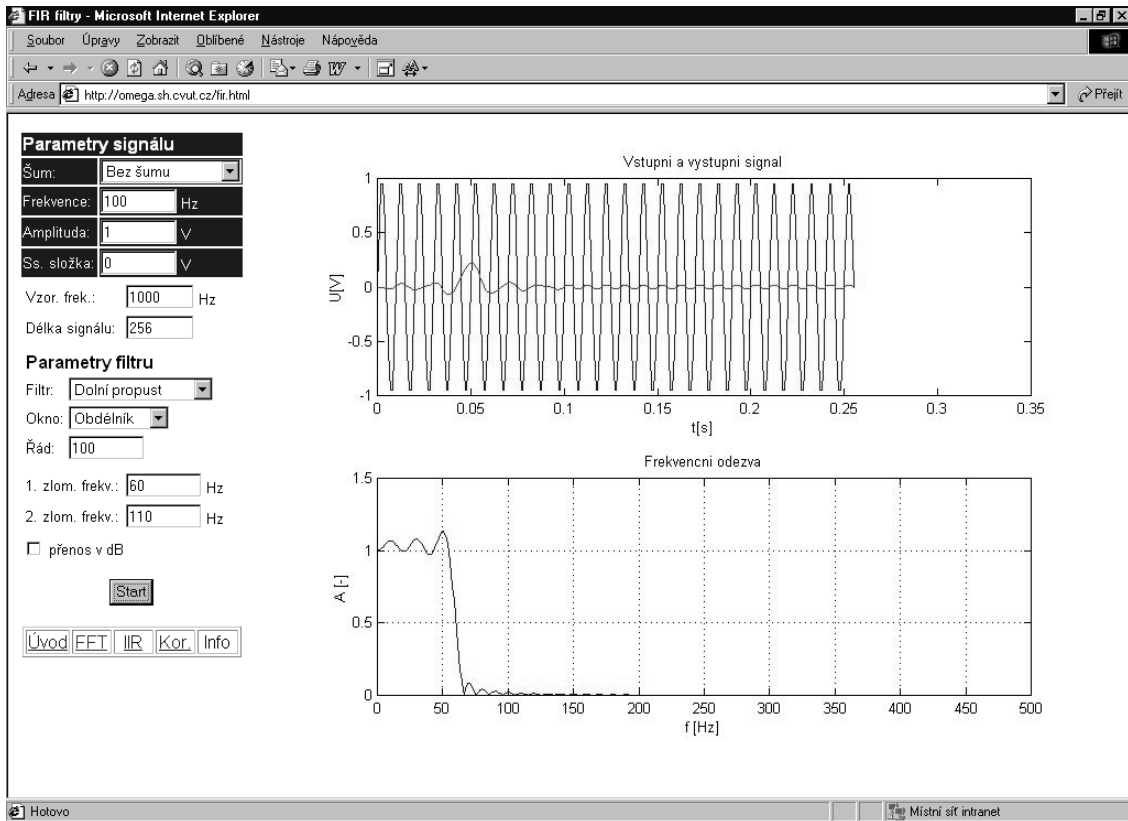 FIR filtry - Microsoft Internet Explorer
Soubor Úpravy Zobrazit Oblíbené Nástroje Nápověda
Adresa http://omega.sh.cvut.cz/fir.html Přejít
Parametry signálu
Šum: Bez šumu
Frekvence: 100 Hz
Amplituda: 1 V
Ss. složka: 0 V
Vzor. frek.: 1000 Hz
Délka signálu: 256
Parametry filtru
Filtr: Dolní propust
Okno: Obdélník
Řád: 100
1. zlom. frekv.: 60 Hz
2. zlom. frekv.: 110 Hz
přenos v dB
Start
Úvod FFT IIR Kor. Info
Vstupni a vystupni signal
1
0.5
0
-0.5
-1
U[V]
0 0.05 0.1 0.15 0.2 0.25 0.3 0.35
t[s]
Frekvencni odezva
1.5
1
0.5
0
A [-]
0 50 100 150 200 250 300 350 400 450 500
f [Hz]
Hotovo
Místní síť intranet